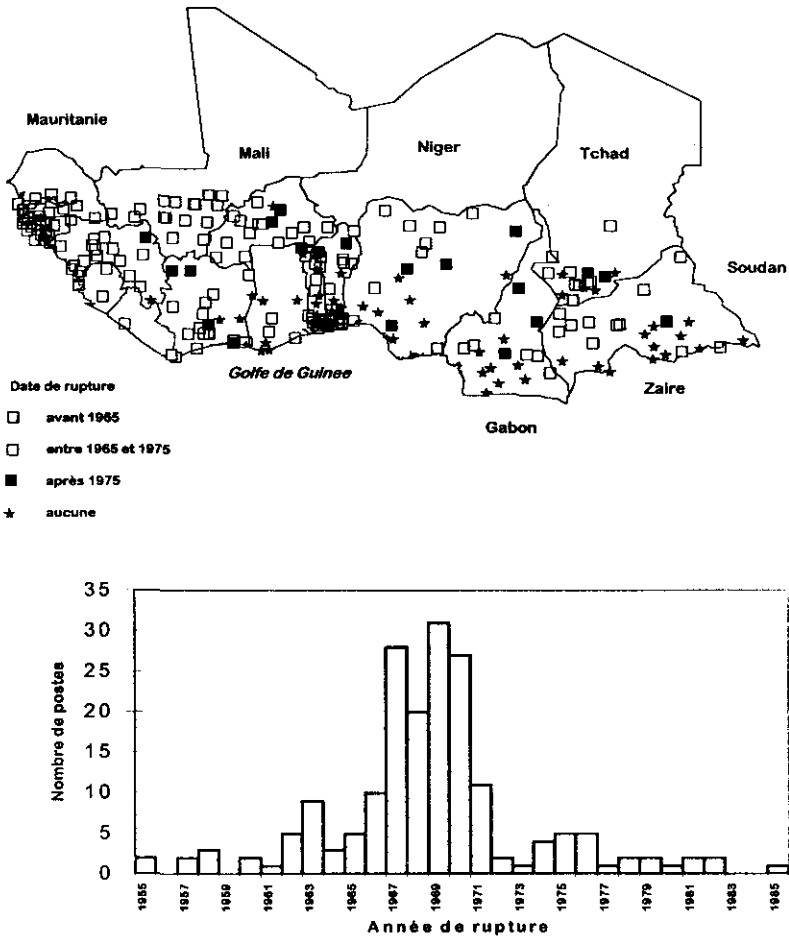 Mauritanie
Mali
Niger
Tchad
Soudan
Golfe de Guinee
Zaire
Gabon
Date de rupture
avant 1965
entre 1965 et 1975
après 1975
aucune
35
30
25
20
15
10
5
0
Nombre de postes
1955
1957
1959
1961
1963
1965
1967
1969
1971
1973
1975
1977
1979
1981
1983
1985
Année de rupture